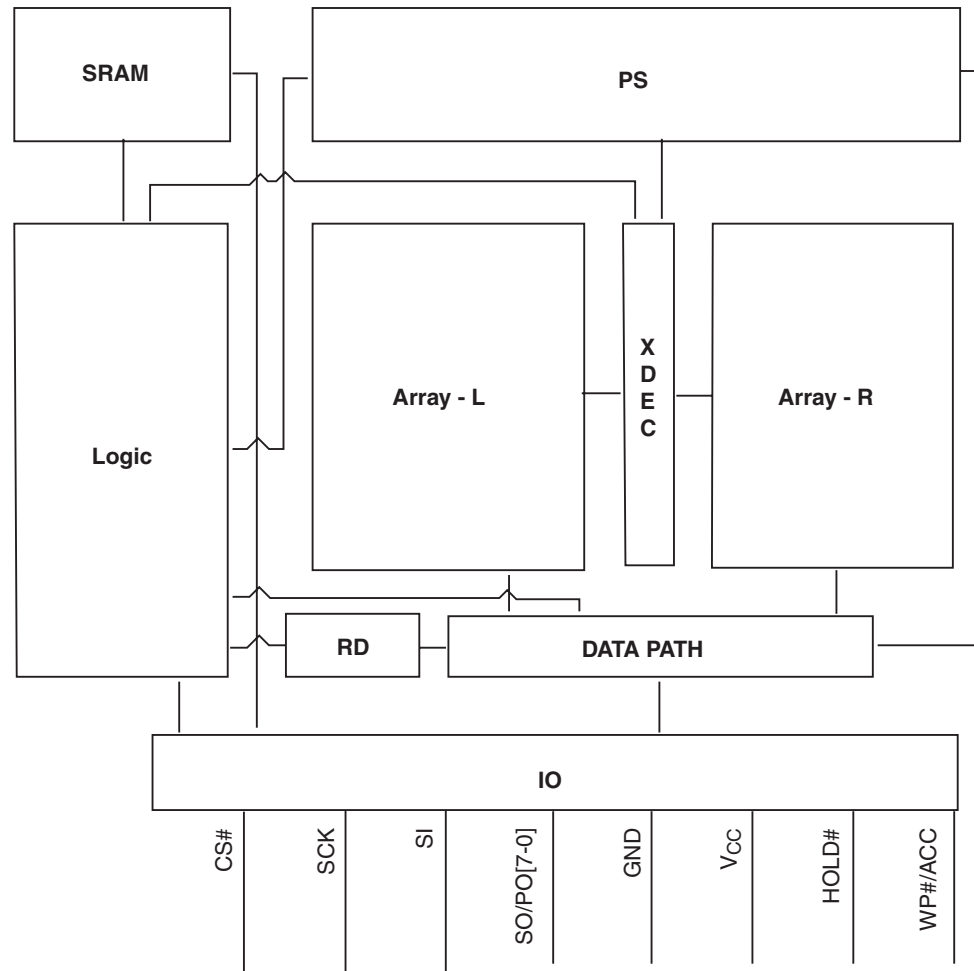 SRAM
PS
Array - L
X
D
E
C
Array - R
Logic
RD
DATA PATH
IO
CS#
SCK
SI
SO/PO[7-0]
GND
VCC
HOLD#
WP#/ACC